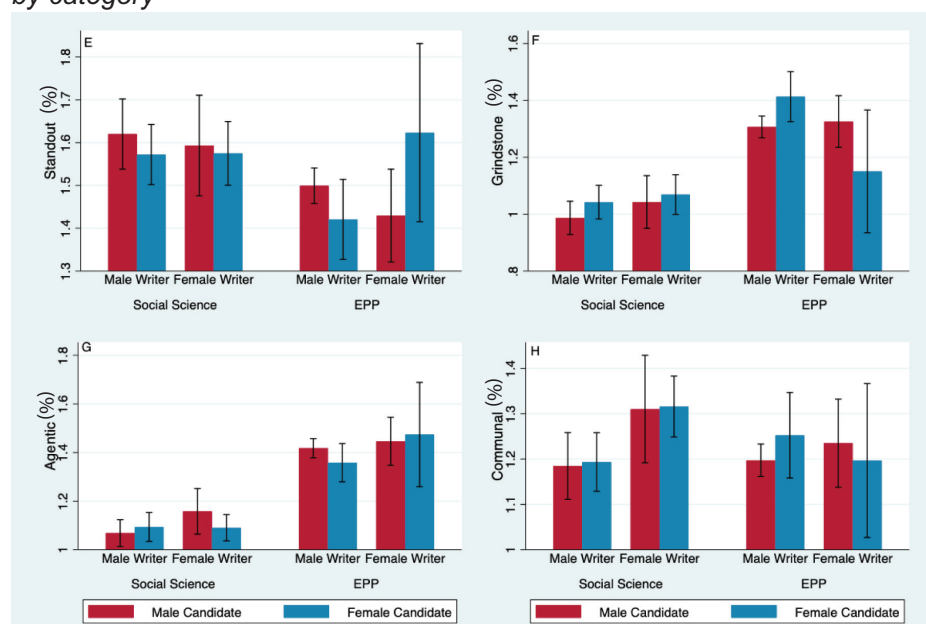 by category
E
Standout (%)
1.3 1.4 1.5 1.6 1.7 1.8
Male Writer Female Writer Male Writer Female Writer
Social Science EPP
F
Grindstone (%)
.8 1 1.2 1.4 1.6
Male Writer Female Writer Male Writer Female Writer
Social Science EPP
G
Agentic (%)
1 1.2 1.4 1.6 1.8
Male Writer Female Writer Male Writer Female Writer
Social Science EPP
Male Candidate Female Candidate
H
Communal (%)
1 1.1 1.2 1.3 1.4
Male Writer Female Writer Male Writer Female Writer
Social Science EPP
Male Candidate Female Candidate